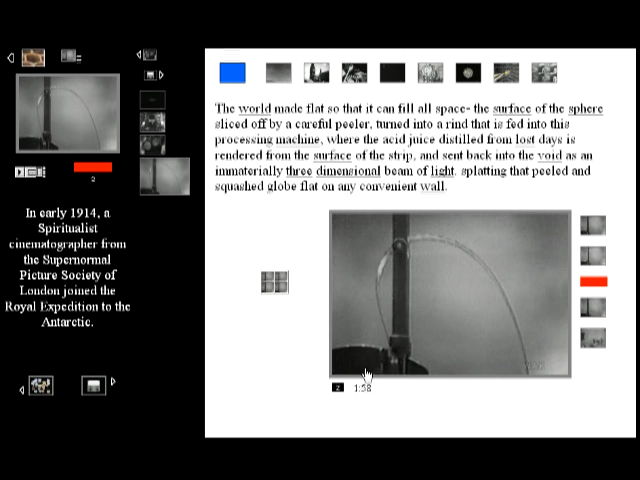 The world made flat so that it can fill all space- the surface of the sphere
sliced off by a careful peeler, turned into a rind that is fed into this
processing machine, where the acid juice distilled from lost days is
rendered from the surface of the strip, and sent back into the void as an
immaterially three dimensional beam of light. splatting that peeled and
squashed globe flat on any convenient wall.
2
In early 1914, a
Spiritualist
cinematographer from
the Supernormal
Picture Society of
London joined the
Royal Expedition to the
Antarctic.
2 1:58